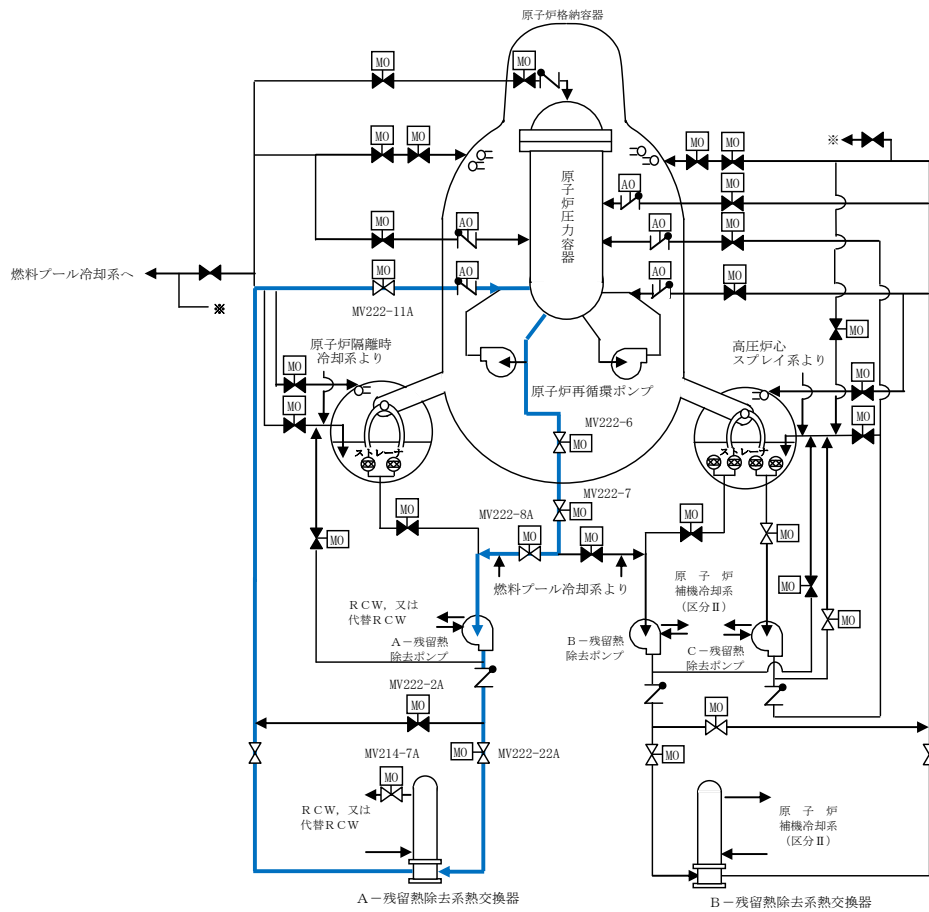 原子炉格納容器
MO
MO
MO
MO
MO
MO
※
原子炉圧力容器
AO
MO
MO
AO
AO
MO
燃料プール冷却系へ
MO
AO
AO
MO
※
MV222-11A
原子炉隔離時
冷却系より
高圧炉心
スプレイ系より
MO
MO
原子炉再循環ポンプ
MO
MO
MO
MO
MV222-6
MO
ストレーナ
ストレーナ
MV222-7
MV222-8A
MO
MO
MO
MO
MO
MO
MO
燃料プール冷却系より
原子炉
補機冷却系
(区分Ⅱ)
MO
RCW, 又は
代替RCW
A－残留熱
除去ポンプ
B－残留熱
除去ポンプ
C－残留熱
除去ポンプ
MO
MV222-2A
MO
MO
MV214-7A
MO
MV222-22A
MO
MO
RCW, 又は
代替RCW
原子炉
補機冷却系
(区分Ⅱ)
A－残留熱除去系熱交換器
B－残留熱除去系熱交換器